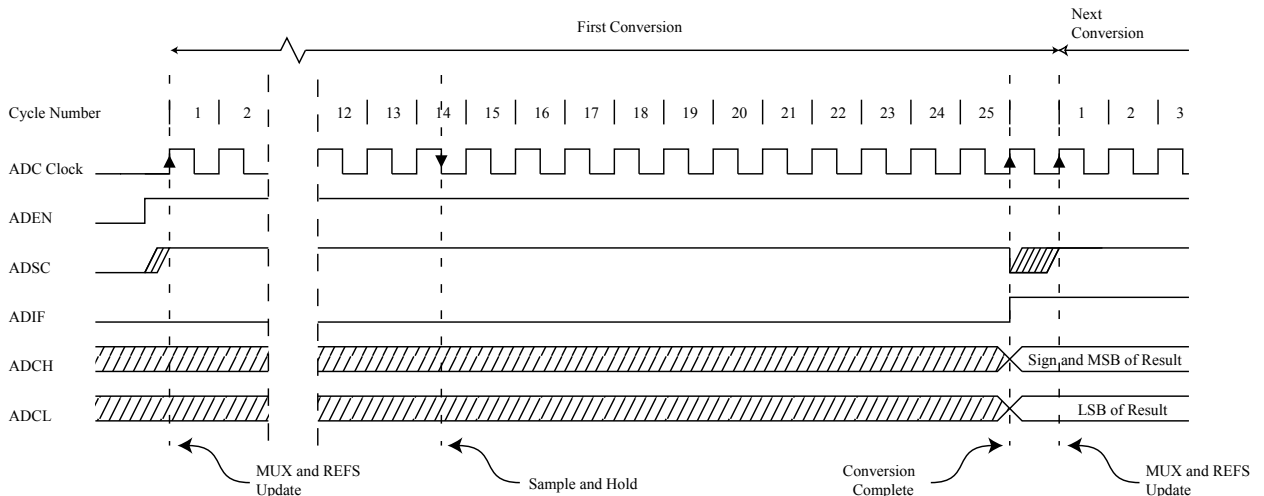 First Conversion
Next
Conversion
Cycle Number 1 2 12 13 14 15 16 17 18 19 20 21 22 23 24 25 1 2 3
ADC Clock
ADEN
ADSC
ADIF
ADCH Sign and MSB of Result
ADCL LSB of Result
MUX and REFS
Update
Sample and Hold
Conversion
Complete
MUX and REFS
Update